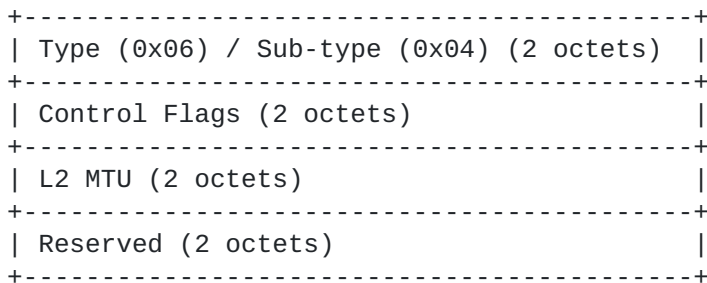 +-------------------------------------------+
| Type (0x06) / Sub-type (0x04) (2 octets)  |
+-------------------------------------------+
| Control Flags (2 octets)                  |
+-------------------------------------------+
| L2 MTU (2 octets)                         |
+-------------------------------------------+
| Reserved (2 octets)                       |
+-------------------------------------------+